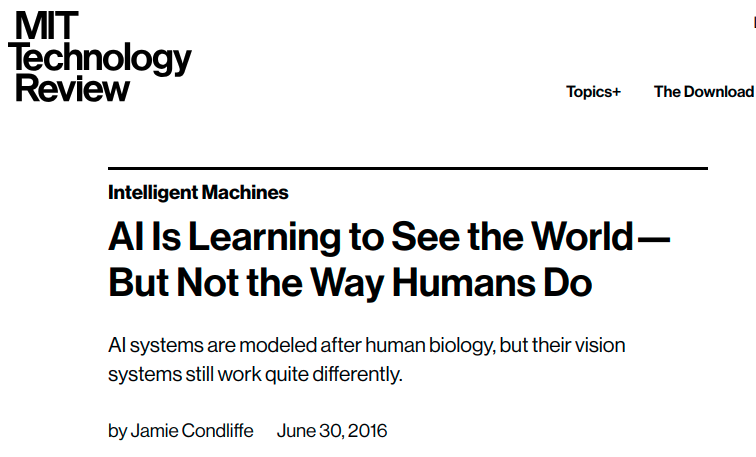 MIT
Technology
Review
Topics+ The Download
Intelligent Machines
AI Is Learning to See the World—
But Not the Way Humans Do
AI systems are modeled after human biology, but their vision
systems still work quite differently.
by Jamie Condliffe June 30, 2016